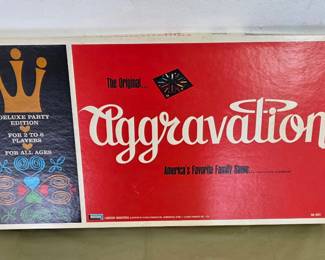 DELUXE PARTY
EDITION
FOR 2 TO 6
PLAYERS
FOR ALL AGES
The Original...
aggravation
America's Favorite Family Game